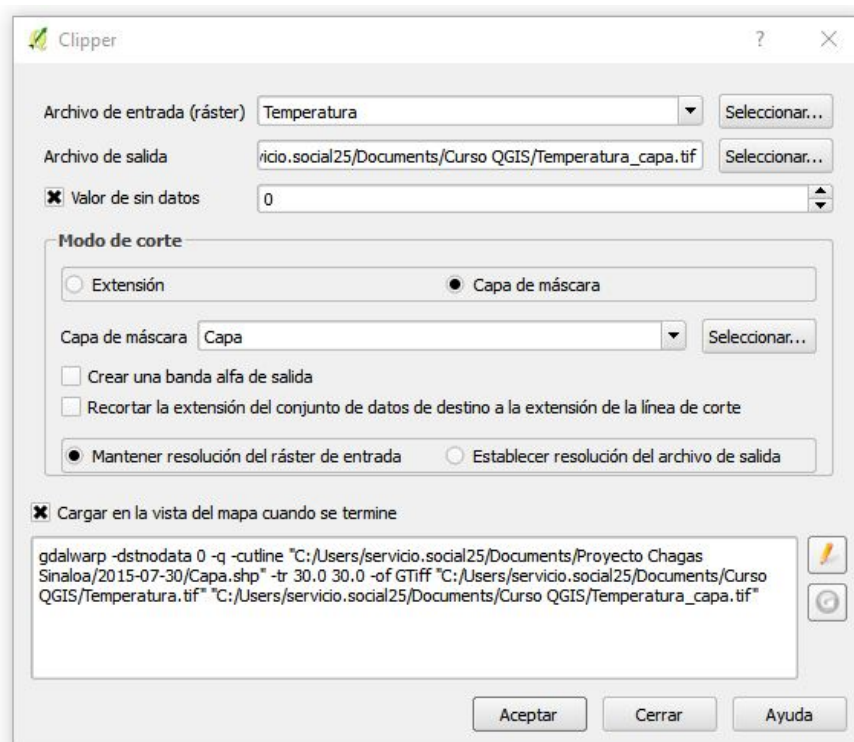 Clipper
Archivo de entrada (ráster) Temperatura Seleccionar...
Archivo de salida vicio.social25/Documents/Curso QGIS/Temperatura_capa.tif Seleccionar...
Valor de sin datos 0
Modo de corte
Extensión Capa de máscara
Capa de máscara Capa Seleccionar...
Crear una banda alfa de salida
Recortar la extensión del conjunto de datos de destino a la extensión de la línea de corte
Mantener resolución del ráster de entrada Establecer resolución del archivo de salida
Cargar en la vista del mapa cuando se termine
gdalwarp -dstnodata 0 -q -cutline "C:/Users/servicio.social25/Documents/Proyecto Chagas
Sinaloa/2015-07-30/Capa.shp" -tr 30.0 30.0 -of GTiff "C:/Users/servicio.social25/Documents/Curso
QGIS/Temperatura.tif" "C:/Users/servicio.social25/Documents/Curso QGIS/Temperatura_capa.tif"
Aceptar Cerrar Ayuda